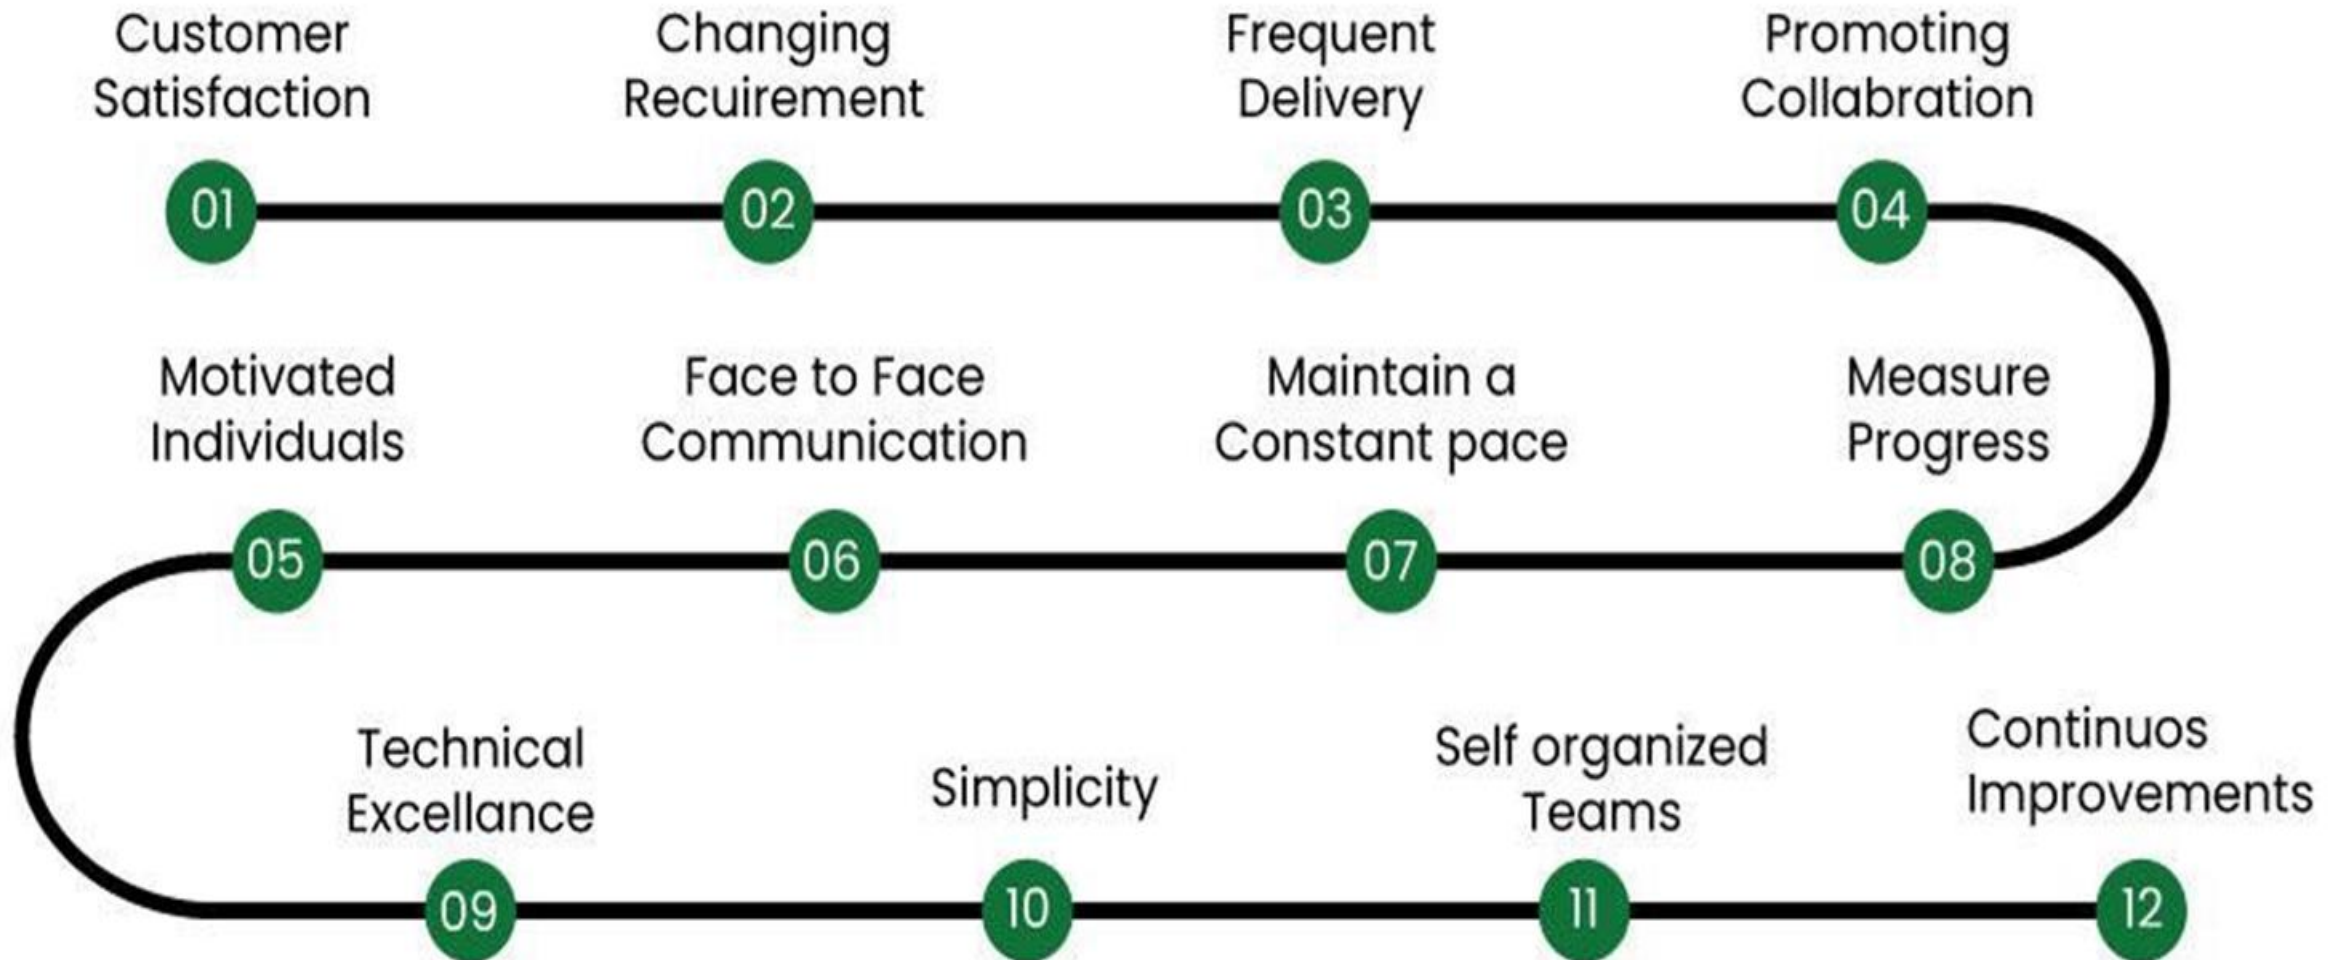 Customer
Satisfaction
01
Changing
Recuirement
02
Frequent
Delivery
03
Promoting
Collabration
04
Motivated
Individuals
05
Face to Face
Communication
06
Maintain a
Constant pace
07
Measure
Progress
08
Technical
Excellance
09
Simplicity
10
Self organized
Teams
11
Continuos
Improvements
12